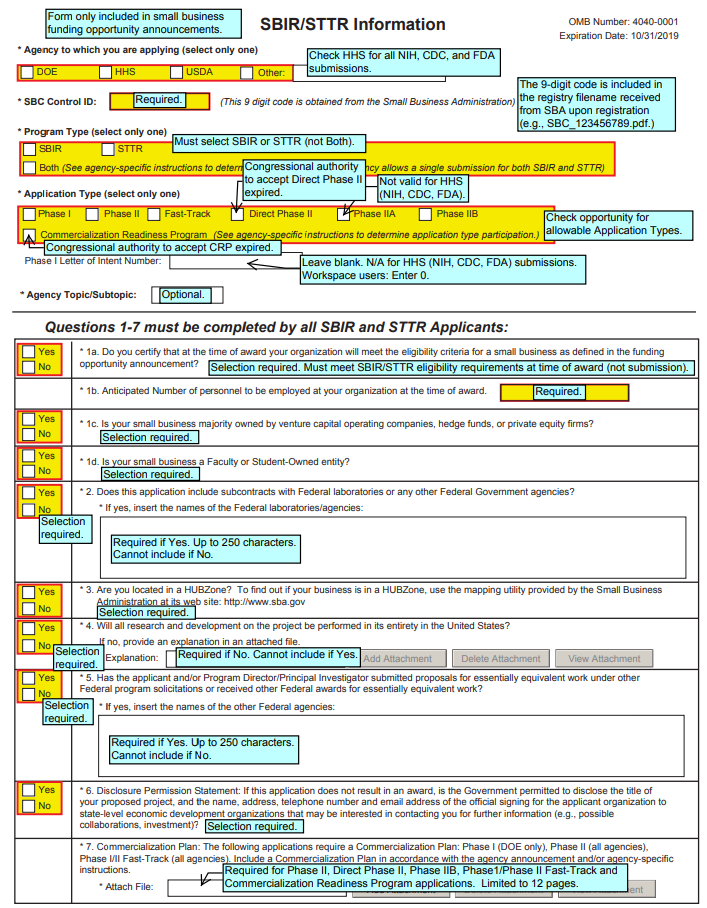 Form only included in small business
funding opportunity announcements.
SBIR/STTR Information
OMB Number: 4040-0001
Expiration Date: 10/31/2019
* Agency to which you are applying (select only one)
DOE HHS USDA Other:
Check HHS for all NIH, CDC, and FDA
submissions.
* SBC Control ID: Required. (This 9 digit code is obtained from the Small Business Administration)
The 9-digit code is included in
the registry filename received
from SBA upon registration
(e.g., SBC_123456789.pdf.)
* Program Type (select only one)
SBIR STTR
Must select SBIR or STTR (not Both).
Both (See agency-specific instructions to deterr cy allows a single submission for both SBIR and STTR)
Congressional authority
to accept Direct Phase II
expired.
Not valid for HHS
(NIH, CDC, FDA).
* Application Type (select only one)
Phase I Phase II Fast-Track Direct Phase II Phase IIA Phase IIB
Check opportunity for
allowable Application Types.
Commercialization Readiness Program (See agency-specific instructions to determine application type participation.)
Congressional authority to accept CRP expired.
Phase I Letter of Intent Number:
Leave blank. N/A for HHS (NIH, CDC, FDA) submissions.
Workspace users: Enter 0.
* Agency Topic/Subtopic: Optional.
Questions 1-7 must be completed by all SBIR and STTR Applicants:
Yes
No
* 1a. Do you certify that at the time of award your organization will meet the eligibility criteria for a small business as defined in the funding
opportunity announcement? Selection required. Must meet SBIR/STTR eligibility requirements at time of award (not submission).
* 1b. Anticipated Number of personnel to be employed at your organization at the time of award. Required.
Yes
No
* 1c. Is your small business majority owned by venture capital operating companies, hedge funds, or private equity firms?
Selection required.
Yes
No
* 1d. Is your small business a Faculty or Student-Owned entity?
Selection required.
Yes
No
Selection
required.
* 2. Does this application include subcontracts with Federal laboratories or any other Federal Government agencies?
* If yes, insert the names of the Federal laboratories/agencies:
Required if Yes. Up to 250 characters.
Cannot include if No.
Yes
No
* 3. Are you located in a HUBZone? To find out if your business is in a HUBZone, use the mapping utility provided by the Small Business
Administration at its web site: http://www.sba.gov
Selection required.
Yes
No
Selection
required.
* 4. Will all research and development on the project be performed in its entirety in the United States?
If no, provide an explanation in an attached file.
Explanation: Required if No. Cannot include if Yes. Add Attachment Delete Attachment View Attachment
Yes
No
Selection
required.
* 5. Has the applicant and/or Program Director/Principal Investigator submitted proposals for essentially equivalent work under other
Federal program solicitations or received other Federal awards for essentially equivalent work?
* If yes, insert the names of the other Federal agencies:
Required if Yes. Up to 250 characters.
Cannot include if No.
Yes
No
* 6. Disclosure Permission Statement: If this application does not result in an award, is the Government permitted to disclose the title of
your proposed project, and the name, address, telephone number and email address of the official signing for the applicant organization to
state-level economic development organizations that may be interested in contacting you for further information (e.g., possible
collaborations, investment)? Selection required.
* 7. Commercialization Plan: The following applications require a Commercialization Plan: Phase I (DOE only), Phase II (all agencies),
Phase I/II Fast-Track (all agencies). Include a Commercialization Plan in accordance with the agency announcement and/or agency-specific
instructions.
Required for Phase II, Direct Phase II, Phase IIB, Phase1/Phase II Fast-Track and
Commercialization Readiness Program applications. Limited to 12 pages.
* Attach File: